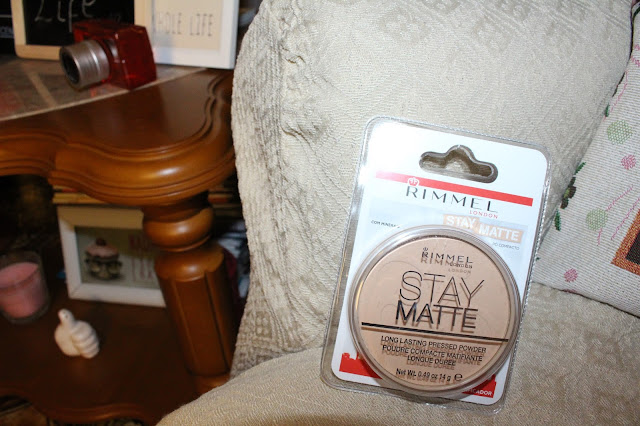 Life
WHOLE LIFE
RIMMEL
LONDON
STAY MATTE
RIMMEL
LONDON
STAY
MATTE
LONG LASTING PRESSED POWDER
POUDRE COMPACTE MATIFIANTE
LONGUE DURÉE
Net Wt. 0.49 oz 14 g e